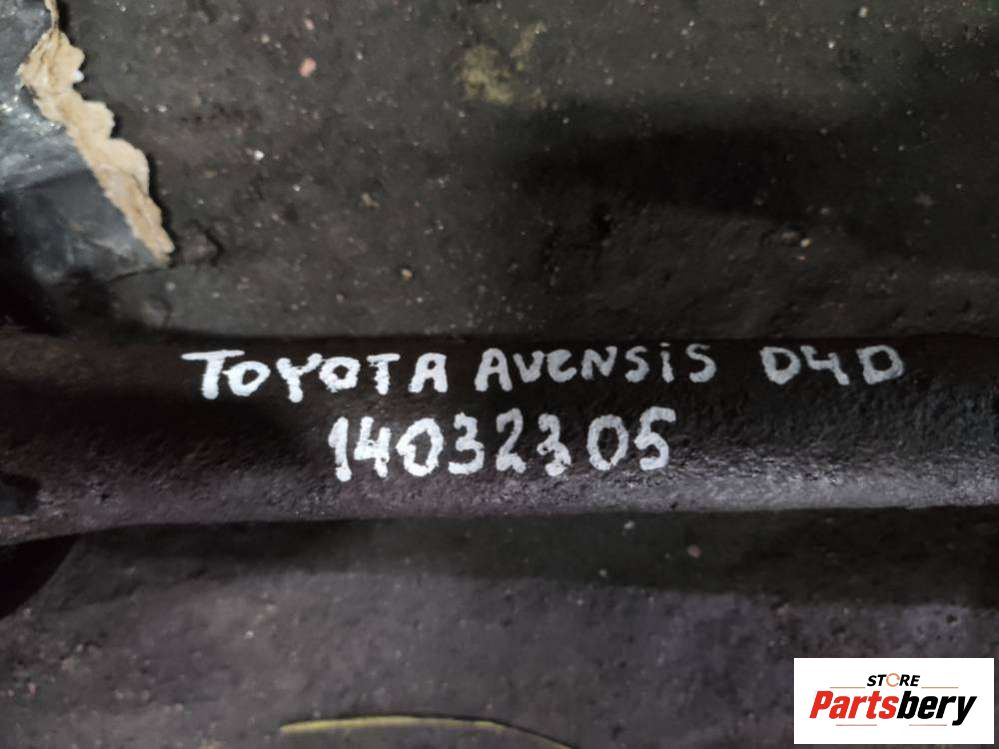 TOYOTA AVENSIS D4D
14032305
STORE
Partsbery